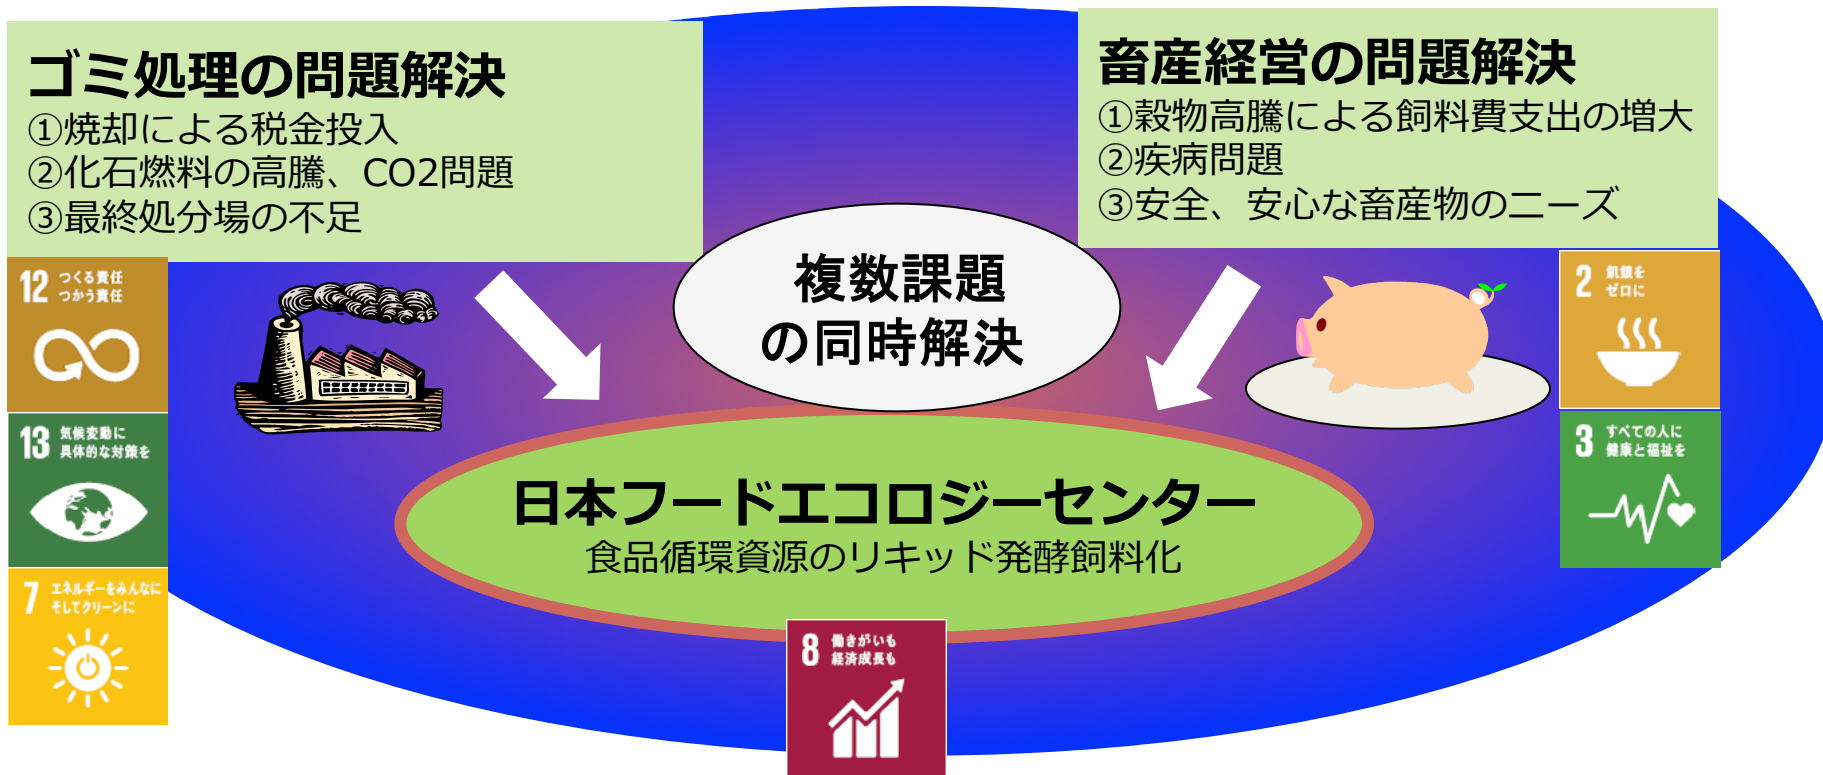 ゴミ処理の問題解決
①焼却による税金投入
②化石燃料の高騰、CO2問題
③最終処分場の不足
畜産経営の問題解決
①穀物高騰による飼料費支出の増大
②疾病問題
③安全、安心な畜産物のニーズ
複数課題
の同時解決
12 つくる責任
つかう責任
13 気候変動に
具体的な対策を
7 エネルギーをみんなに
そしてクリーンに
2 飢餓を
ゼロに
3 すべての人に
健康と福祉を
日本フードエコロジーセンター
食品循環資源のリキッド発酵飼料化
8 働きがいも
経済成長も